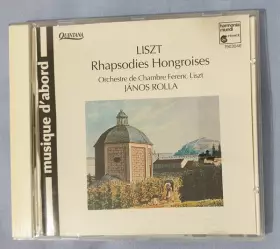 QUINTANA
LISZT
Rhapsodies Hongroises
Orchestre de Chambre Ferenc Liszt
JÁNOS ROLLA
musique d'abord
harmonia
mundi